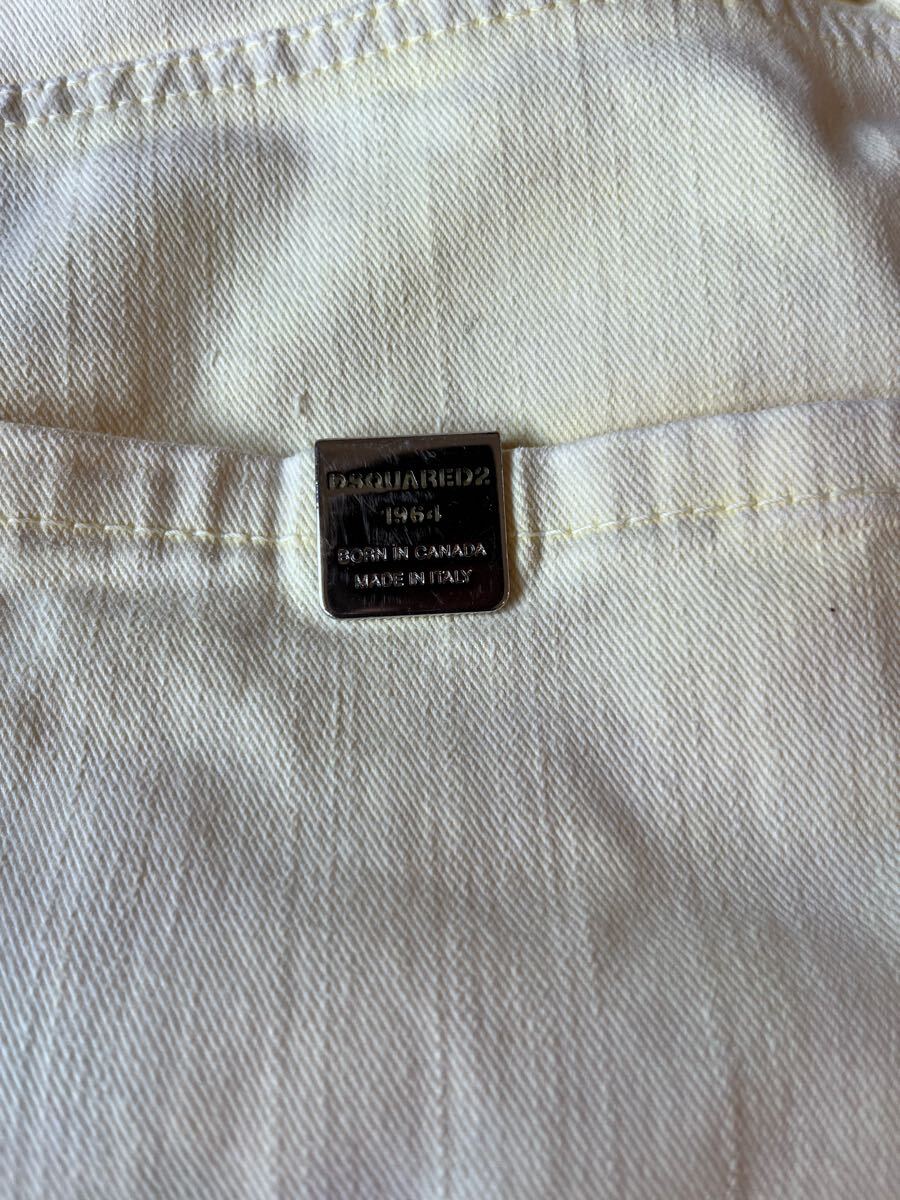 DSQUARED2
1964
BORN IN CANADA
MADE IN ITALY